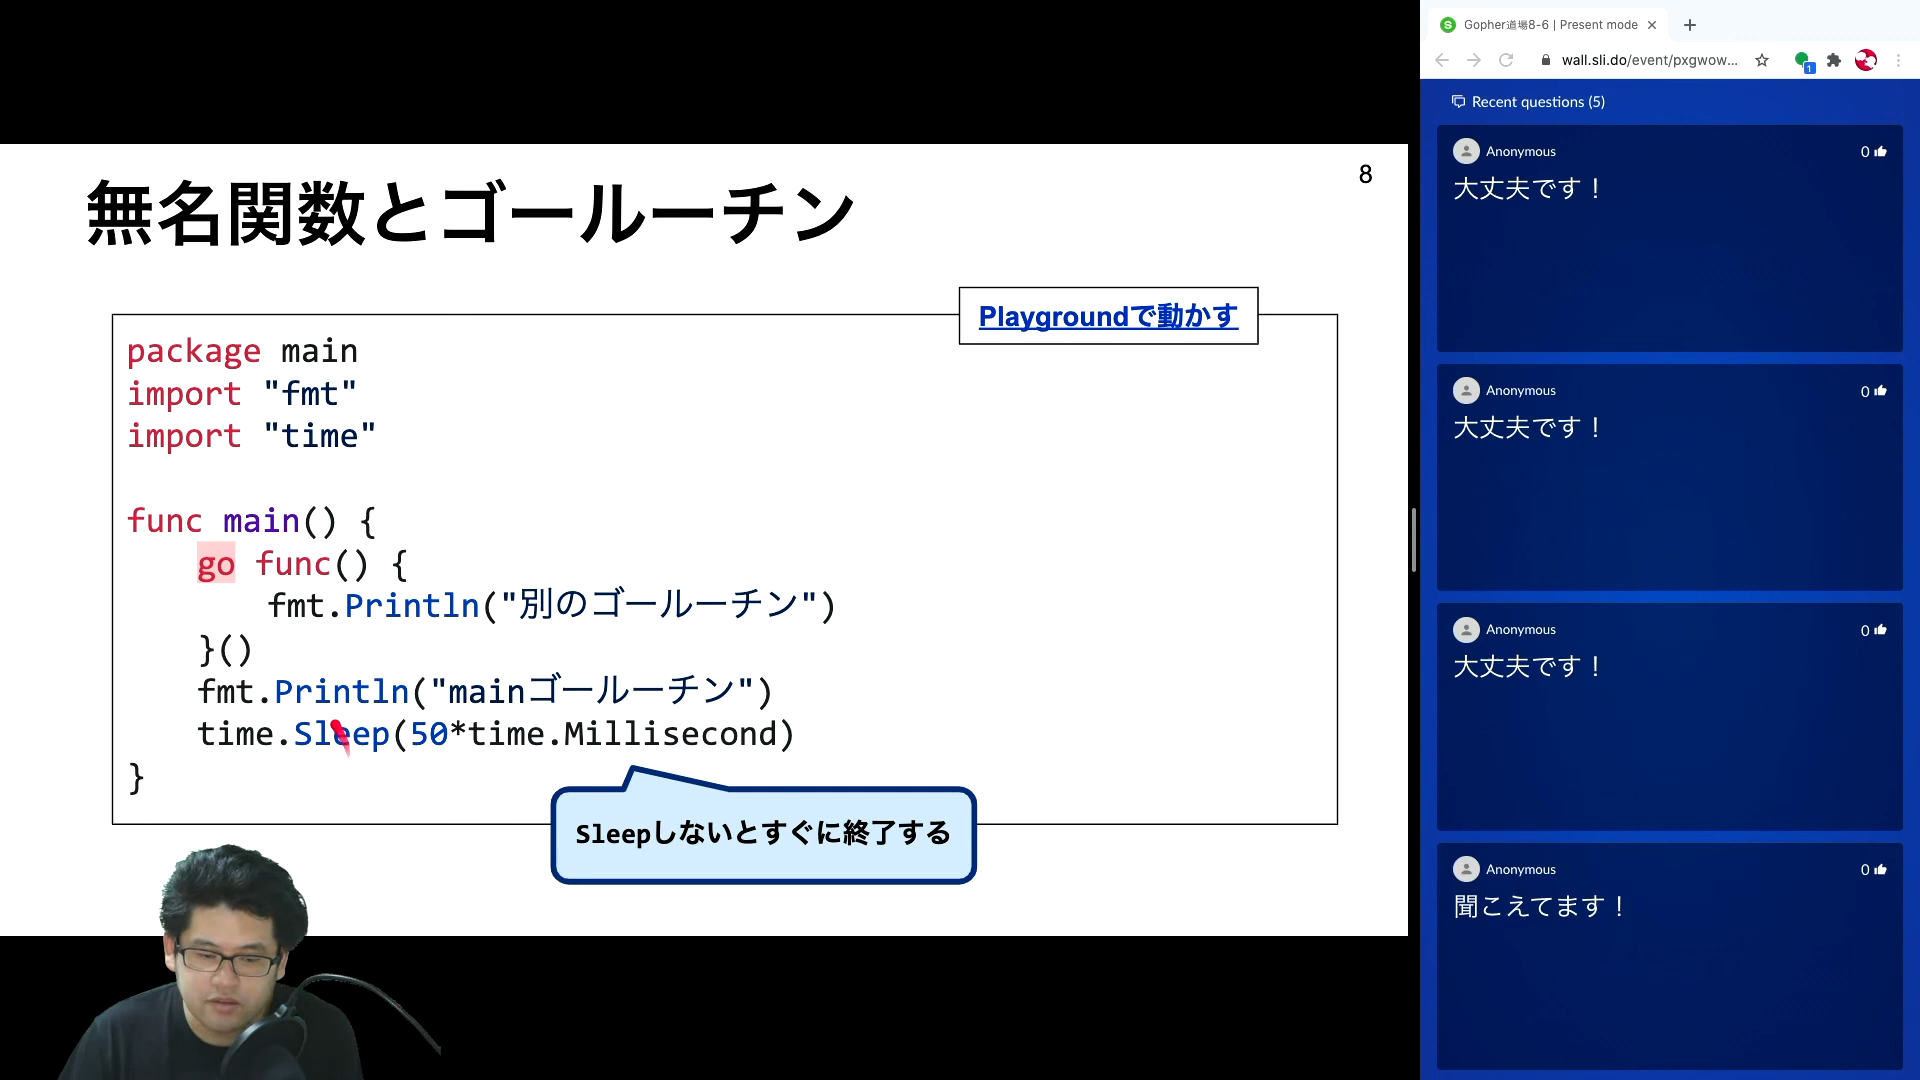 8
無名関数とゴールーチン
Playgroundで動かす
package main
import "fmt"
import "time"
func main() {
go func() {
fmt.Println("別のゴールーチン")
}()
fmt.Println("mainゴールーチン")
time.Sleep(50*time.Millisecond)
}
Sleepしないとすぐに終了する
Gopher道場8-6 | Present mode
wall.sli.do/event/pxgwow...
1
Recent questions (5)
Anonymous
0
大丈夫です！
Anonymous
0
大丈夫です！
Anonymous
0
大丈夫です！
Anonymous
0
聞こえてます！